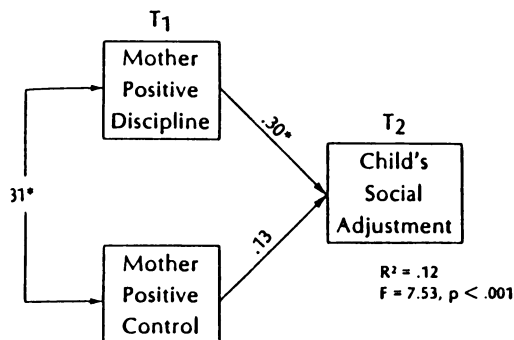 T1
Mother
Positive
Discipline
.30*
T2
Child's
Social
Adjustment
31*
.13
Mother
Positive
Control
R² = .12
F = 7.53, p < .001